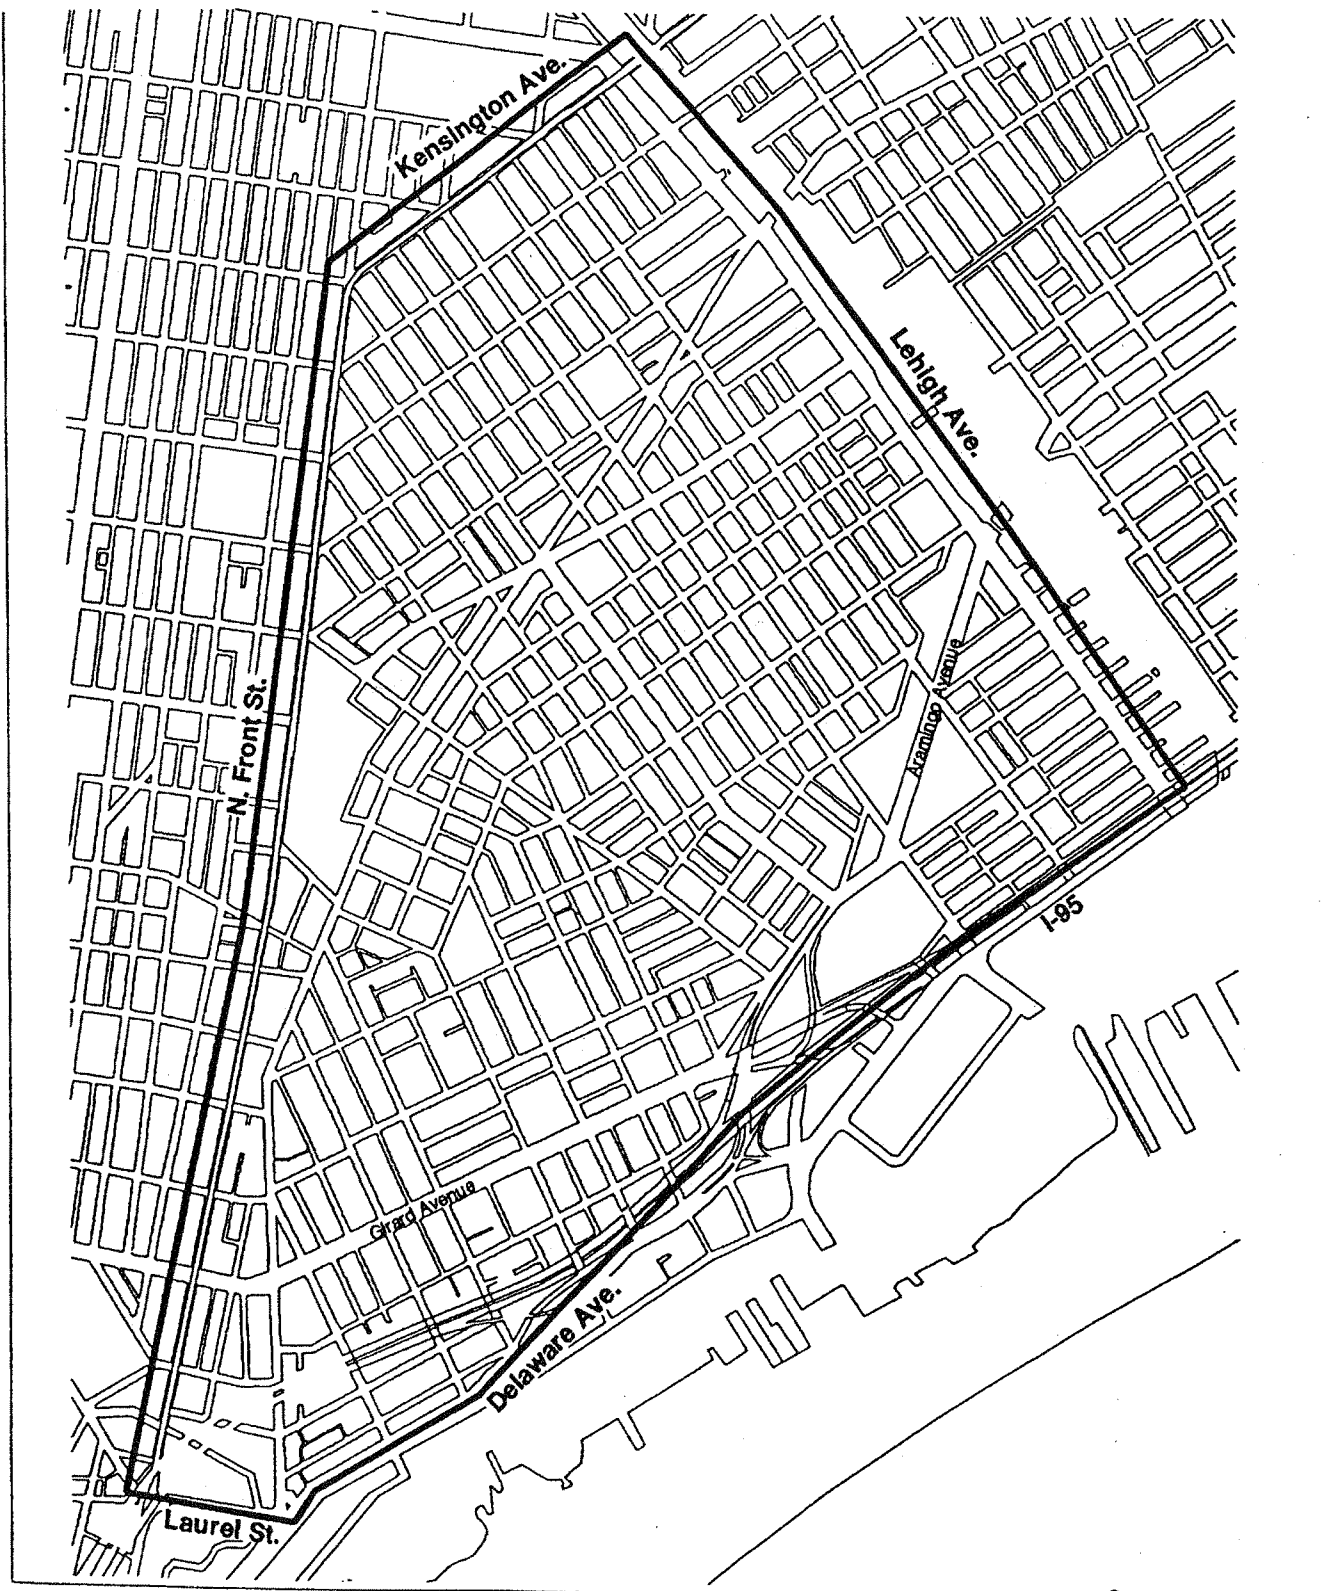 Kensington Ave.
Lehigh Ave.
N. Front St.
Aramingo Avenue
I-95
Girard Avenue
Delaware Ave.
Laurel St.